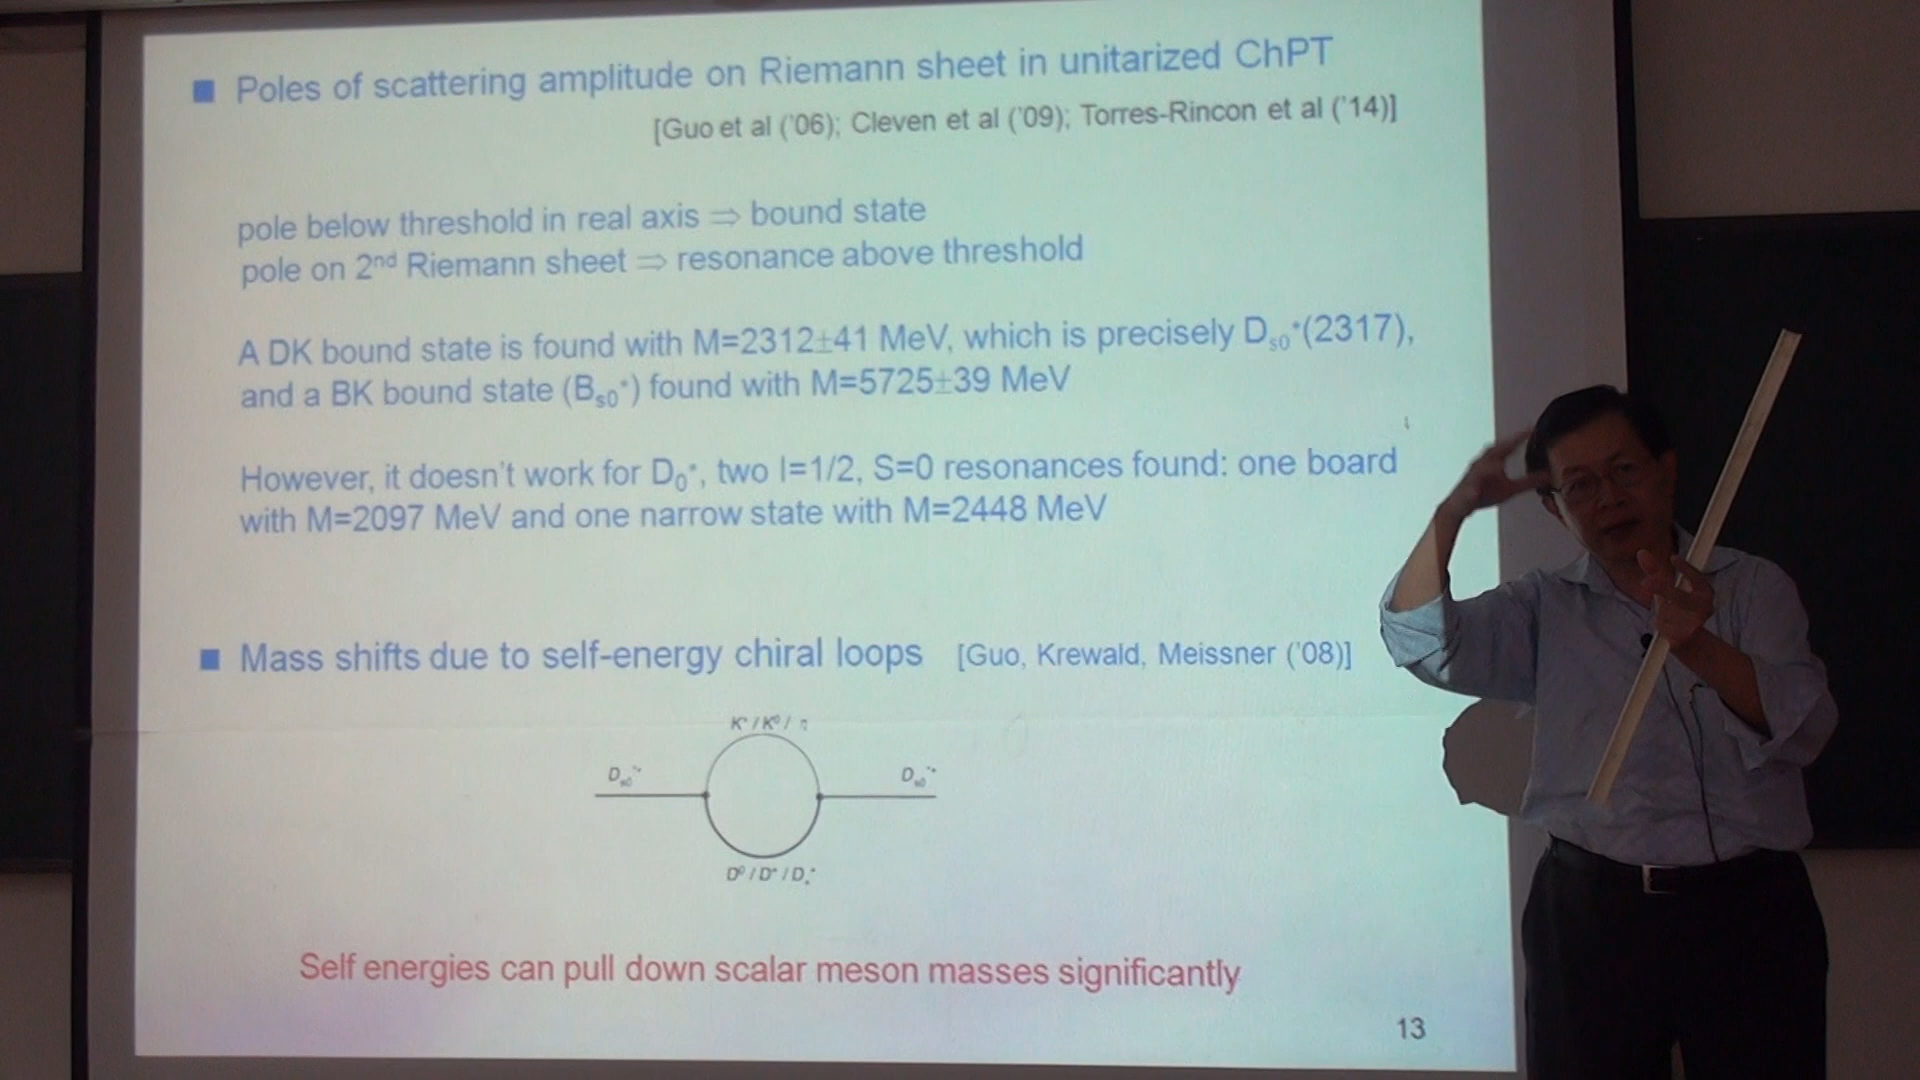 Poles of scattering amplitude on Riemann sheet in unitarized ChPT
[Guo et al ('06); Cleven et al ('09); Torres-Rincon et al ('14)]
pole below threshold in real axis ⇒ bound state
pole on 2nd Riemann sheet ⇒ resonance above threshold
A DK bound state is found with M=2312±41 MeV, which is precisely Ds0*(2317),
and a BK bound state (Bs0*) found with M=5725±39 MeV
However, it doesn't work for D0*, two I=1/2, S=0 resonances found: one board
with M=2097 MeV and one narrow state with M=2448 MeV
Mass shifts due to self-energy chiral loops [Guo, Krewald, Meissner ('08)]
K+ / K0 / η
Ds0*+ Ds0*+
D0 / D+ / Ds+
Self energies can pull down scalar meson masses significantly
13